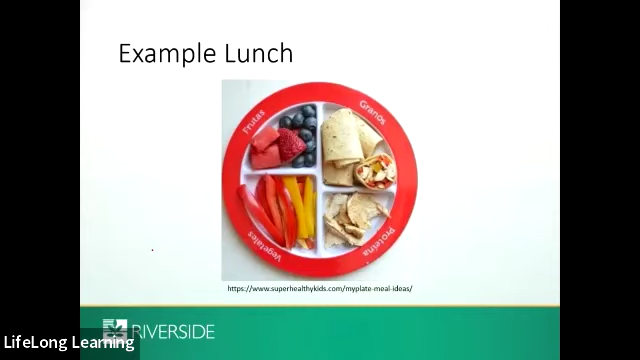 Example Lunch
Frutas
Granos
Vegetales
Proteína
https://www.superhealthykids.com/myplate-meal-ideas/
RIVERSIDE
LifeLong Learning